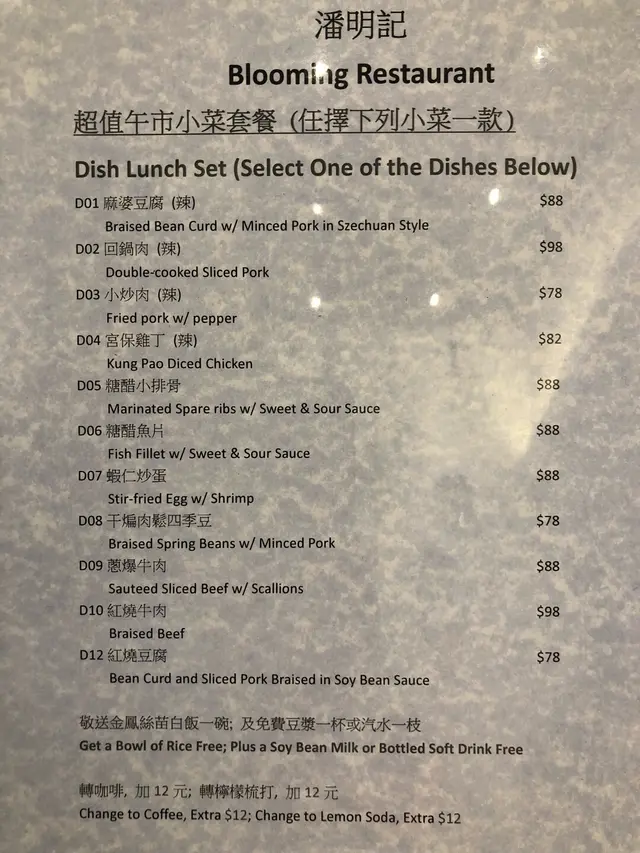 潘明記
Blooming Restaurant
超值午市小菜套餐 (任擇下列小菜一款)
Dish Lunch Set (Select One of the Dishes Below)
D01 麻婆豆腐 (辣) $88
Braised Bean Curd w/ Minced Pork in Szechuan Style
D02 回鍋肉 (辣) $98
Double-cooked Sliced Pork
D03 小炒肉 (辣) $78
Fried pork w/ pepper
D04 宮保雞丁 (辣) $82
Kung Pao Diced Chicken
D05 糖醋小排骨 $88
Marinated Spare ribs w/ Sweet & Sour Sauce
D06 糖醋魚片 $88
Fish Fillet w/ Sweet & Sour Sauce
D07 蝦仁炒蛋 $88
Stir-fried Egg w/ Shrimp
D08 干煸肉鬆四季豆 $78
Braised Spring Beans w/ Minced Pork
D09 蔥爆牛肉 $88
Sauteed Sliced Beef w/ Scallions
D10 紅燒牛肉 $98
Braised Beef
D12 紅燒豆腐 $78
Bean Curd and Sliced Pork Braised in Soy Bean Sauce
敬送金鳳絲苗白飯一碗; 及免費豆漿一杯或汽水一枝
Get a Bowl of Rice Free; Plus a Soy Bean Milk or Bottled Soft Drink Free
轉咖啡, 加 12 元; 轉檸檬梳打, 加 12 元
Change to Coffee, Extra $12; Change to Lemon Soda, Extra $12